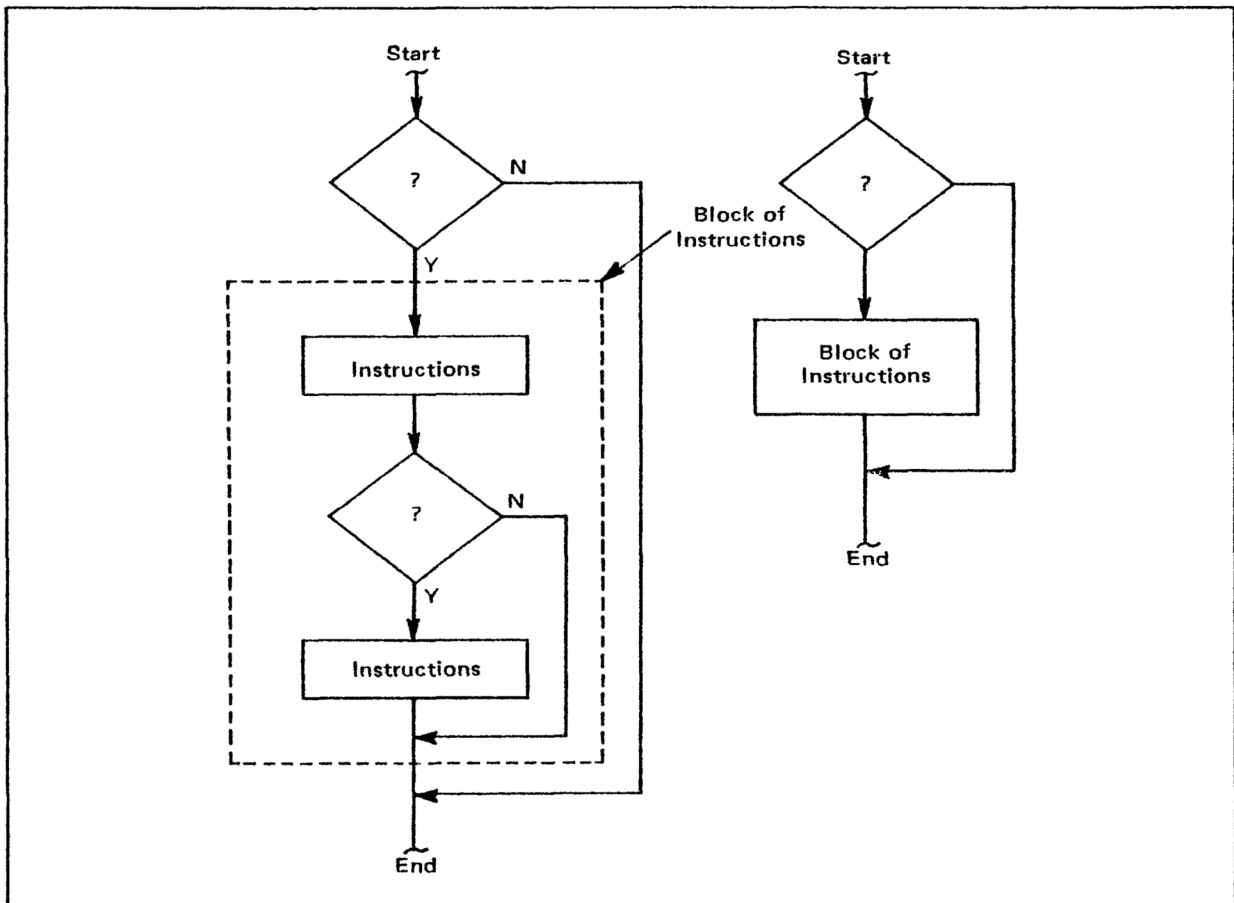 Start
?
N
Y
Block of
Instructions
Instructions
?
N
Y
Instructions
End
Start
?
Block of
Instructions
End